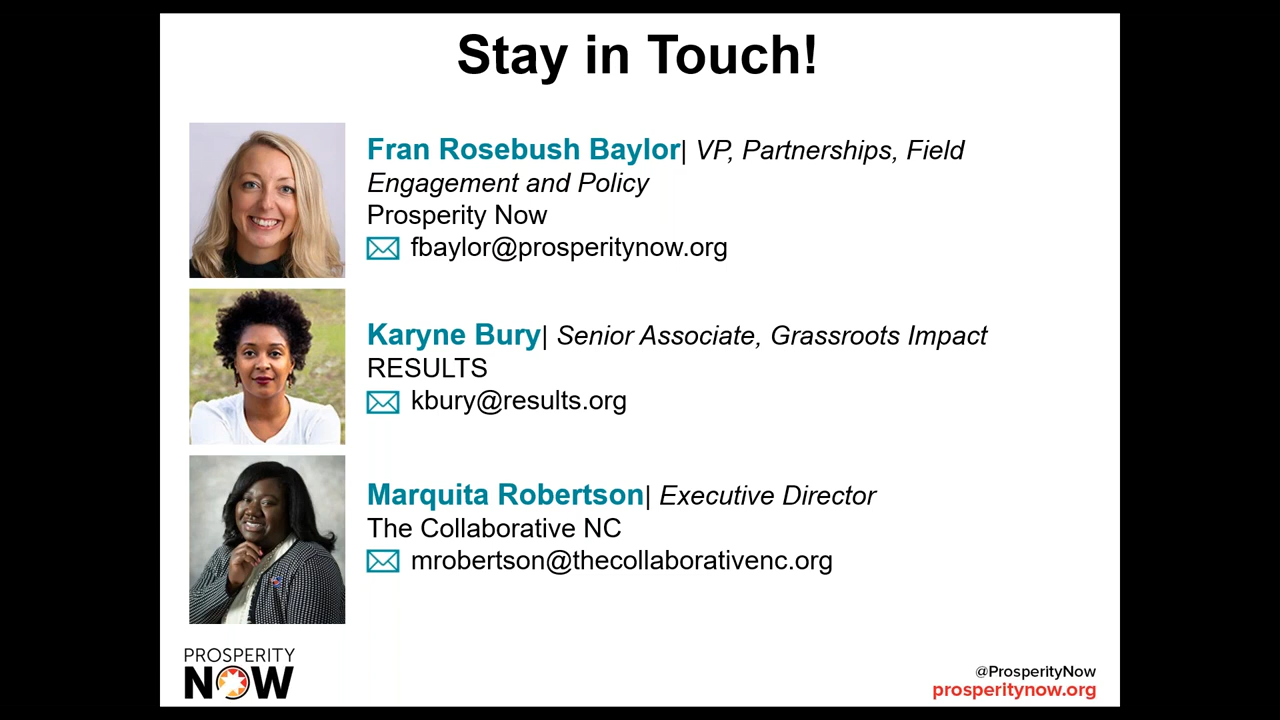 Stay in Touch!
Fran Rosebush Baylor| VP, Partnerships, Field
Engagement and Policy
Prosperity Now
fbaylor@prosperitynow.org
Karyne Bury| Senior Associate, Grassroots Impact
RESULTS
kbury@results.org
Marquita Robertson| Executive Director
The Collaborative NC
mrobertson@thecollaborativenc.org
PROSPERITY
NOW
@ProsperityNow
prosperitynow.org